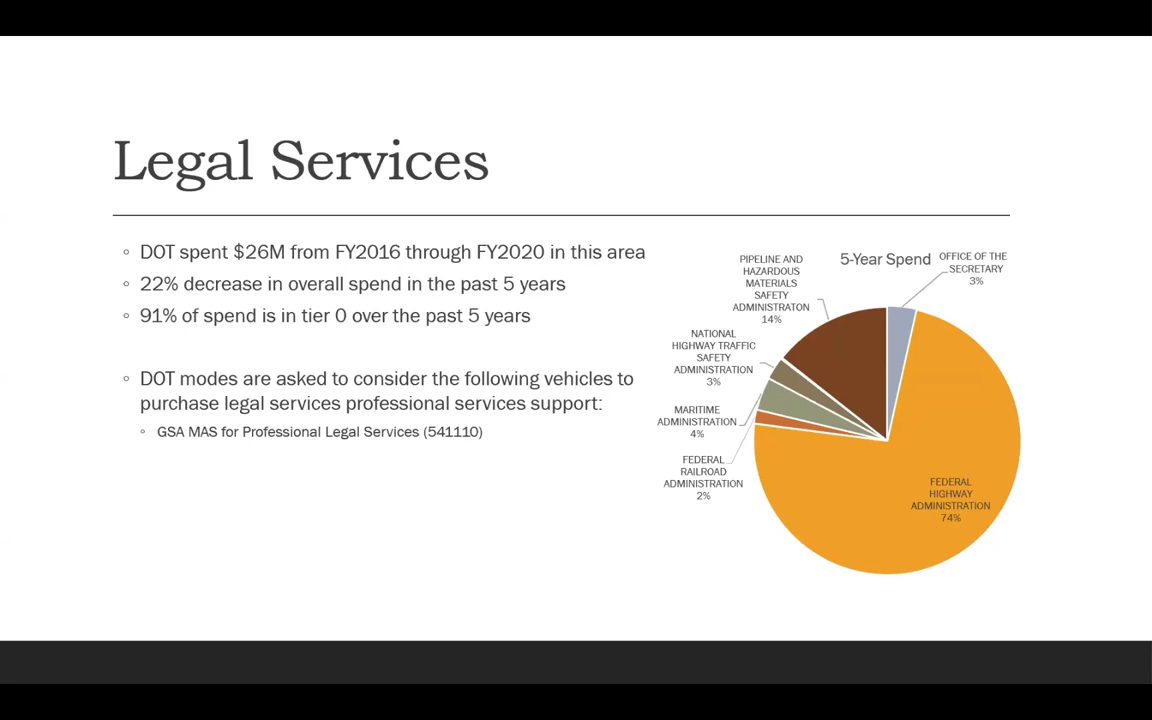 Legal Services
◦ DOT spent $26M from FY2016 through FY2020 in this area
◦ 22% decrease in overall spend in the past 5 years
◦ 91% of spend is in tier 0 over the past 5 years
◦ DOT modes are asked to consider the following vehicles to
purchase legal services professional services support:
◦ GSA MAS for Professional Legal Services (541110)
5-Year Spend
OFFICE OF THE
SECRETARY
3%
PIPELINE AND
HAZARDOUS
MATERIALS
SAFETY
ADMINISTRATON
14%
NATIONAL
HIGHWAY TRAFFIC
SAFETY
ADMINISTRATION
3%
MARITIME
ADMINISTRATION
4%
FEDERAL
RAILROAD
ADMINISTRATION
2%
FEDERAL
HIGHWAY
ADMINISTRATION
74%